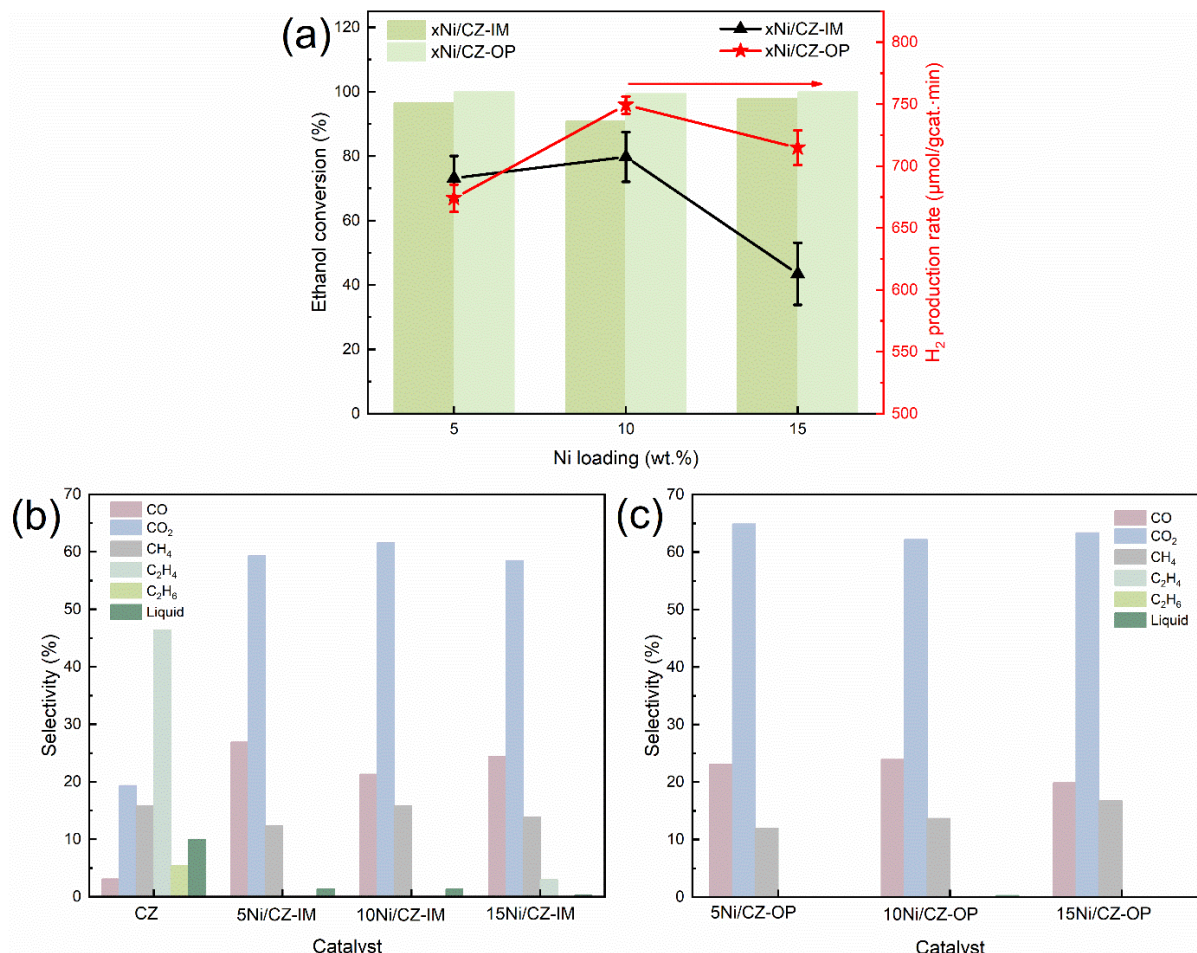 (a)
xNi/CZ-IM
xNi/CZ-OP
xNi/CZ-IM
xNi/CZ-OP
Ethanol conversion (%)
0
20
40
60
80
100
120
H₂ production rate (μmol/gcat.·min)
500
550
600
650
700
750
800
5
10
15
Ni loading (wt.%)
(b)
CO
CO₂
CH₄
C₂H₄
C₂H₆
Liquid
Selectivity (%)
0
10
20
30
40
50
60
70
CZ
5Ni/CZ-IM
10Ni/CZ-IM
15Ni/CZ-IM
Catalyst
(c)
CO
CO₂
CH₄
C₂H₄
C₂H₆
Liquid
Selectivity (%)
0
10
20
30
40
50
60
70
5Ni/CZ-OP
10Ni/CZ-OP
15Ni/CZ-OP
Catalyst